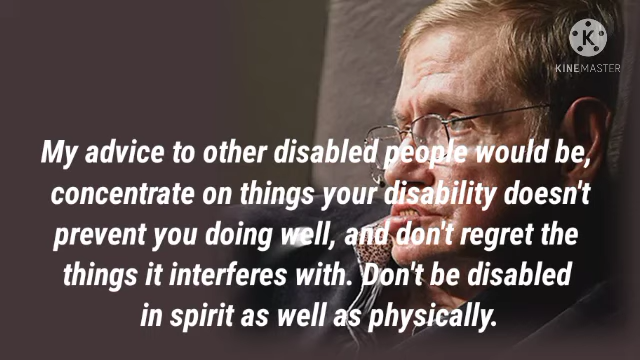 KINEMASTER
My advice to other disabled people would be,
concentrate on things your disability doesn't
prevent you doing well, and don't regret the
things it interferes with. Don't be disabled
in spirit as well as physically.